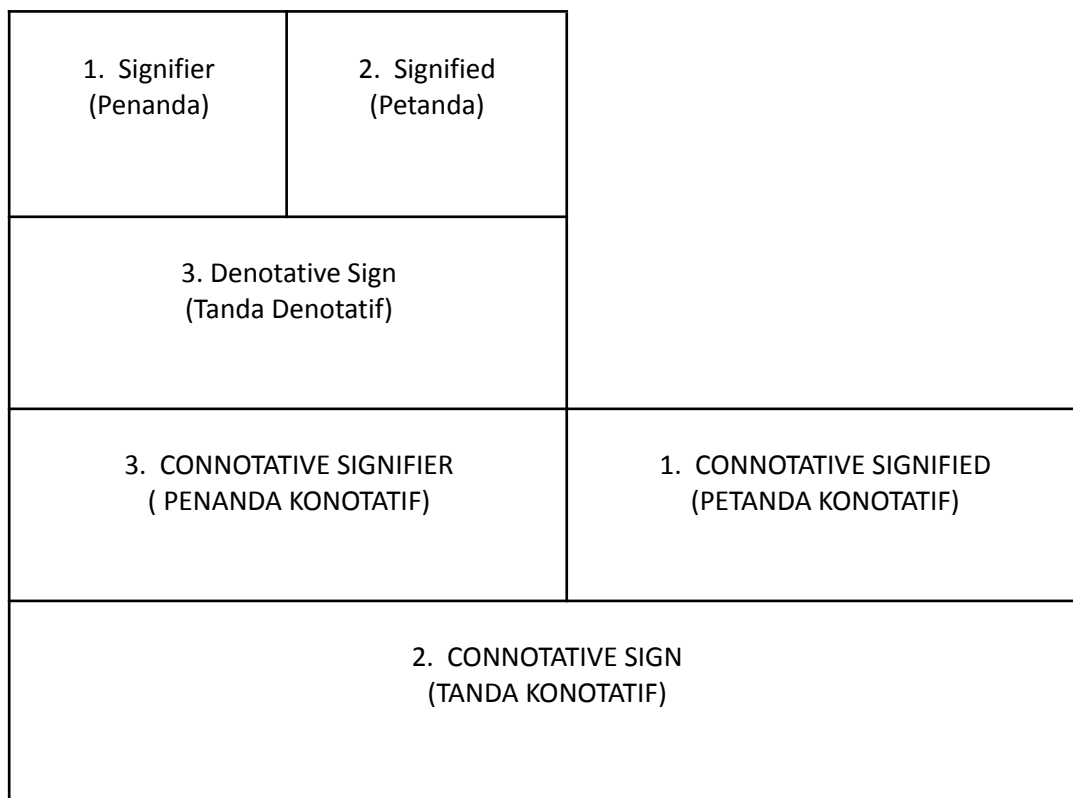 1. Signifier
(Penanda)
2. Signified
(Petanda)
3. Denotative Sign
(Tanda Denotatif)
3. CONNOTATIVE SIGNIFIER
( PENANDA KONOTATIF)
1. CONNOTATIVE SIGNIFIED
(PETANDA KONOTATIF)
2. CONNOTATIVE SIGN
(TANDA KONOTATIF)